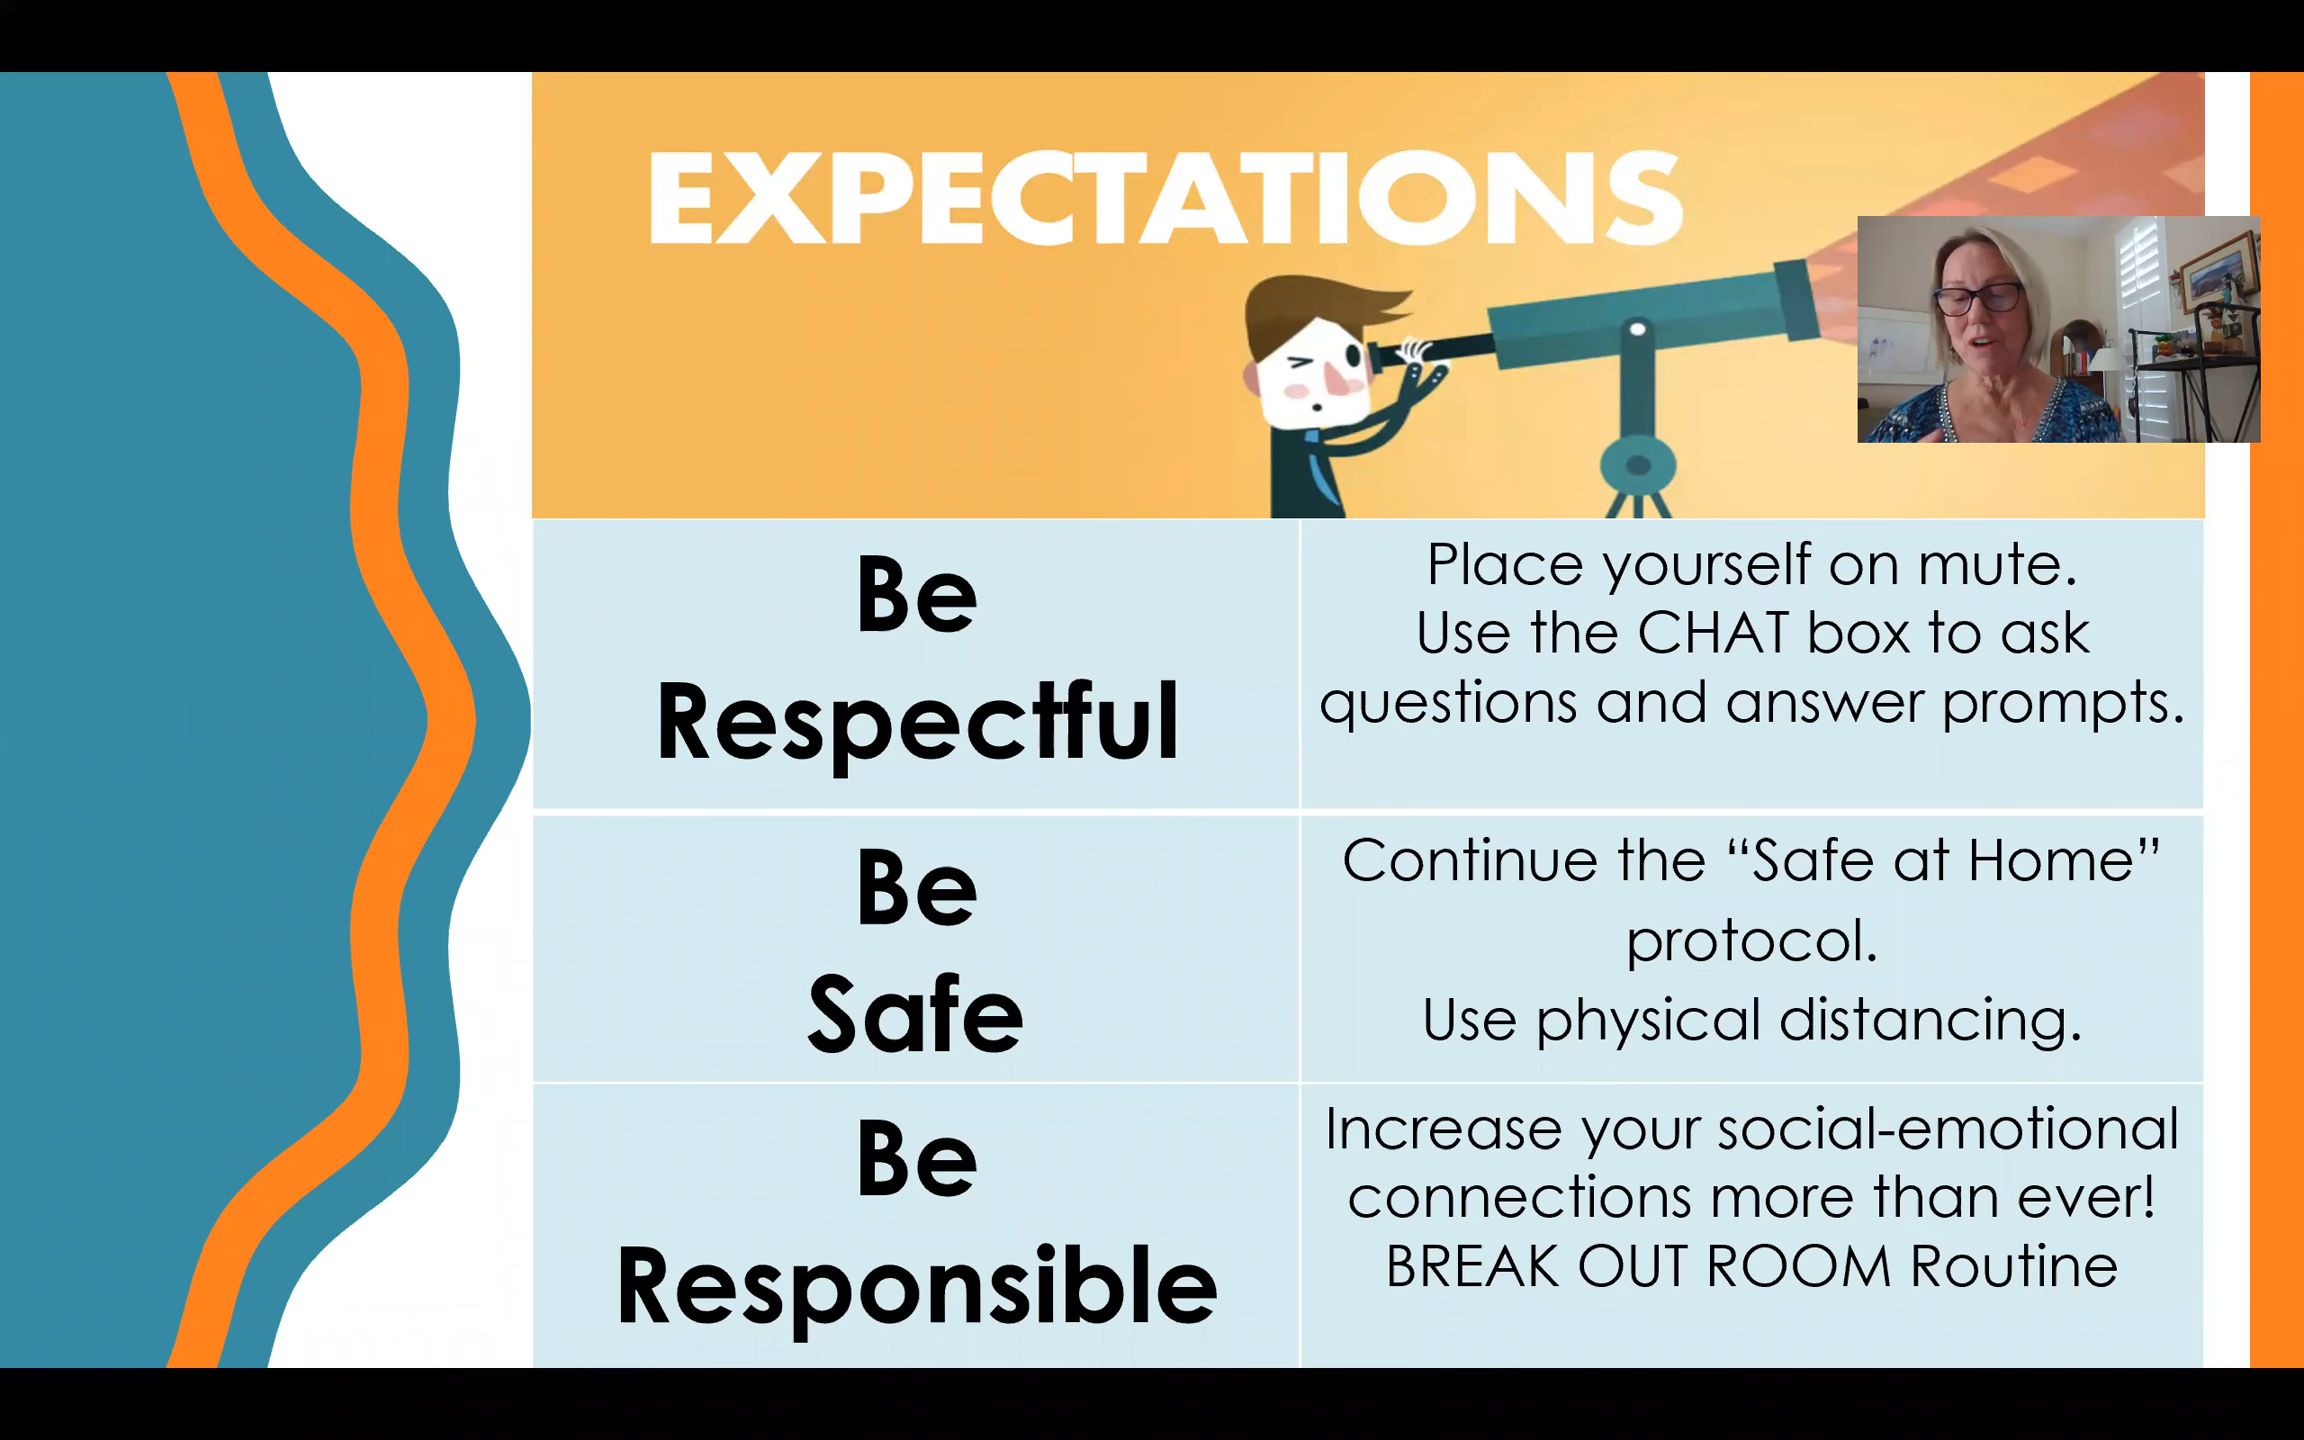 EXPECTATIONS
Be
Respectful
Place yourself on mute.
Use the CHAT box to ask
questions and answer prompts.
Be
Safe
Continue the “Safe at Home”
protocol.
Use physical distancing.
Be
Responsible
Increase your social-emotional
connections more than ever!
BREAK OUT ROOM Routine